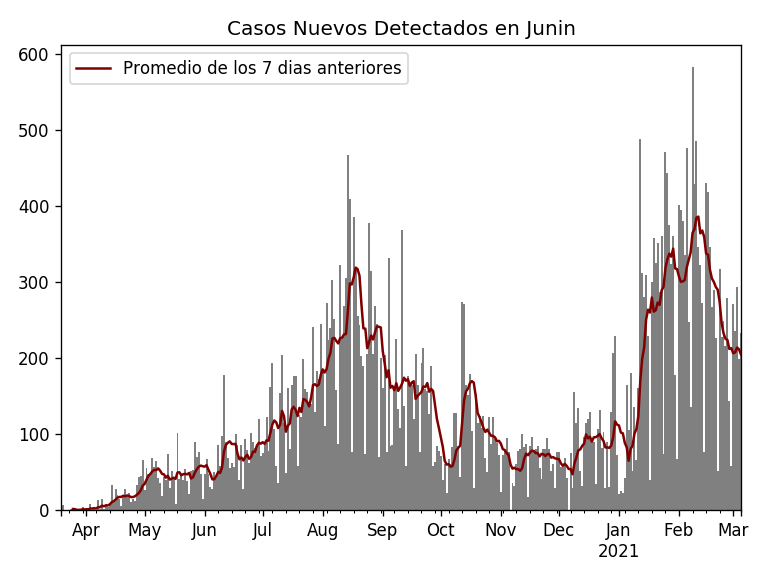 Casos Nuevos Detectados en Junin
Promedio de los 7 dias anteriores
600
500
400
300
200
100
0
Apr May Jun Jul Aug Sep Oct Nov Dec Jan Feb Mar
2021